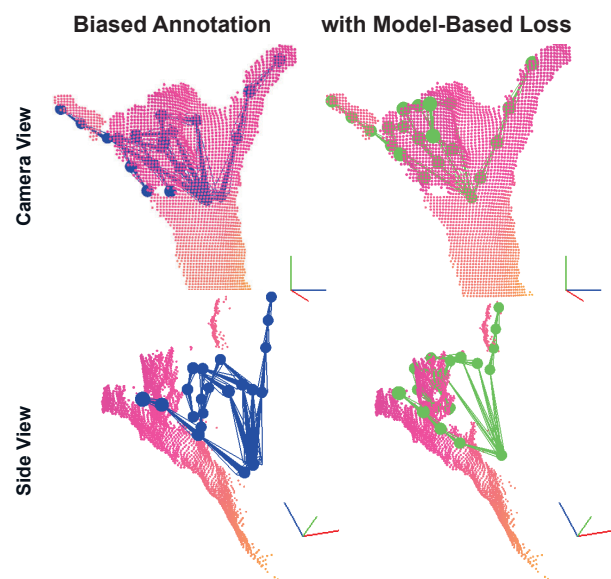 Biased Annotation
with Model-Based Loss
Camera View
Side View